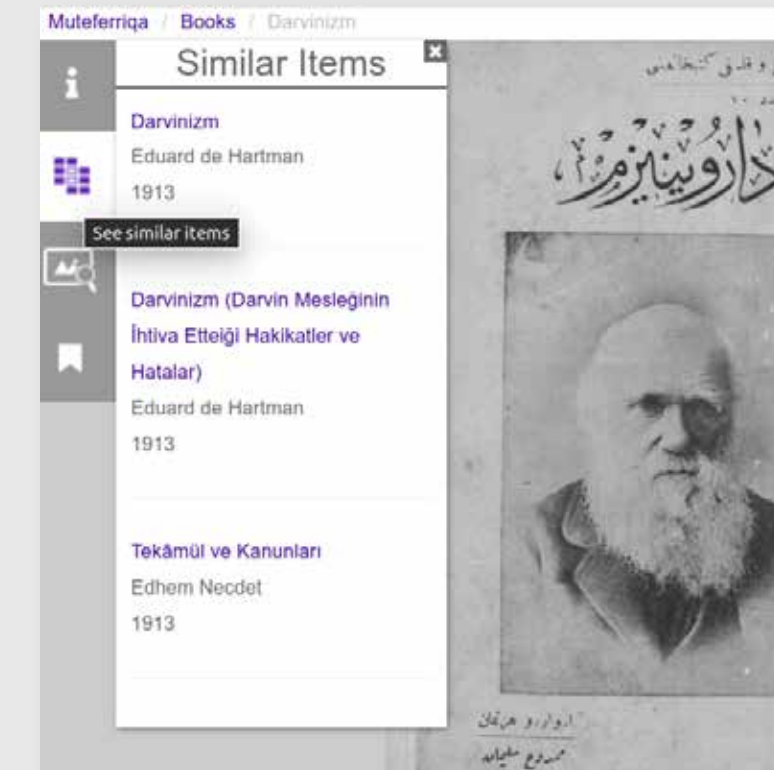 Muteferriqa / Books / Darvinizm
Similar Items
Darvinizm
Eduard de Hartman
1913
See similar items
Darvinizm (Darvin Mesleğinin
İhtiva Etteiği Hakikatler ve
Hatalar)
Eduard de Hartman
1913
Tekâmül ve Kanunları
Edhem Necdet
1913
داروینیزم